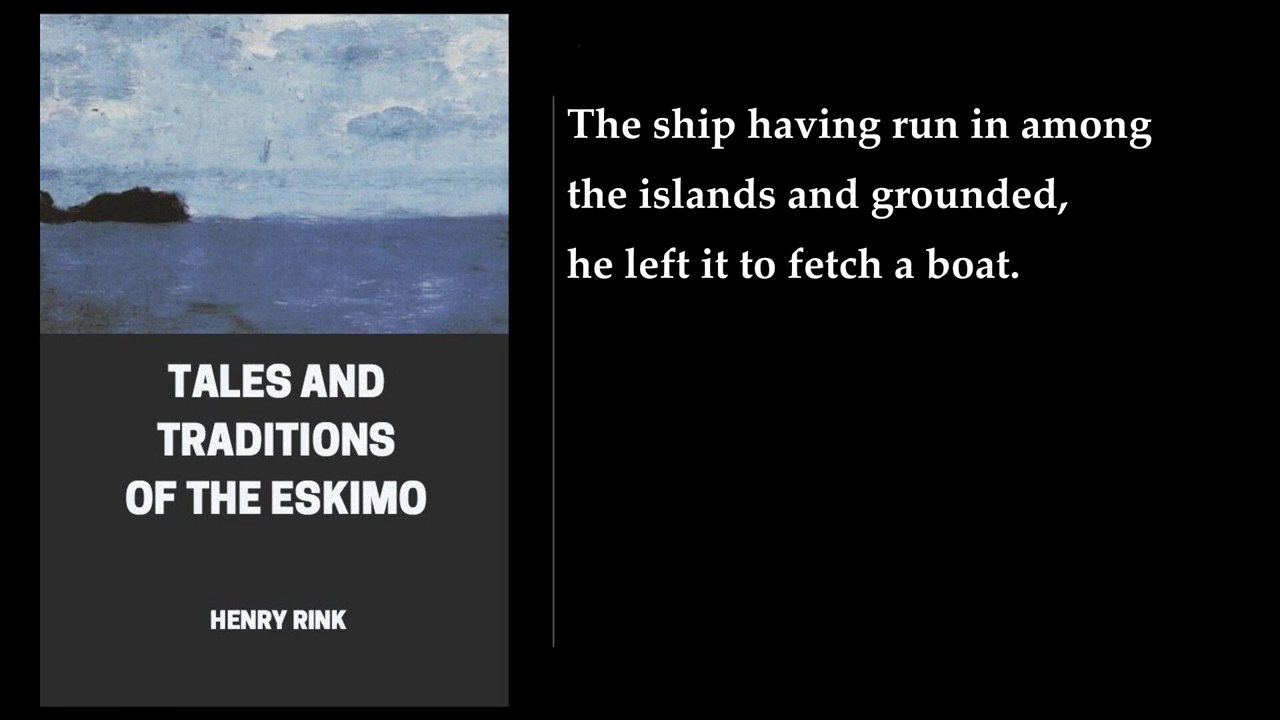 TALES AND
TRADITIONS
OF THE ESKIMO
HENRY RINK
The ship having run in among
the islands and grounded,
he left it to fetch a boat.